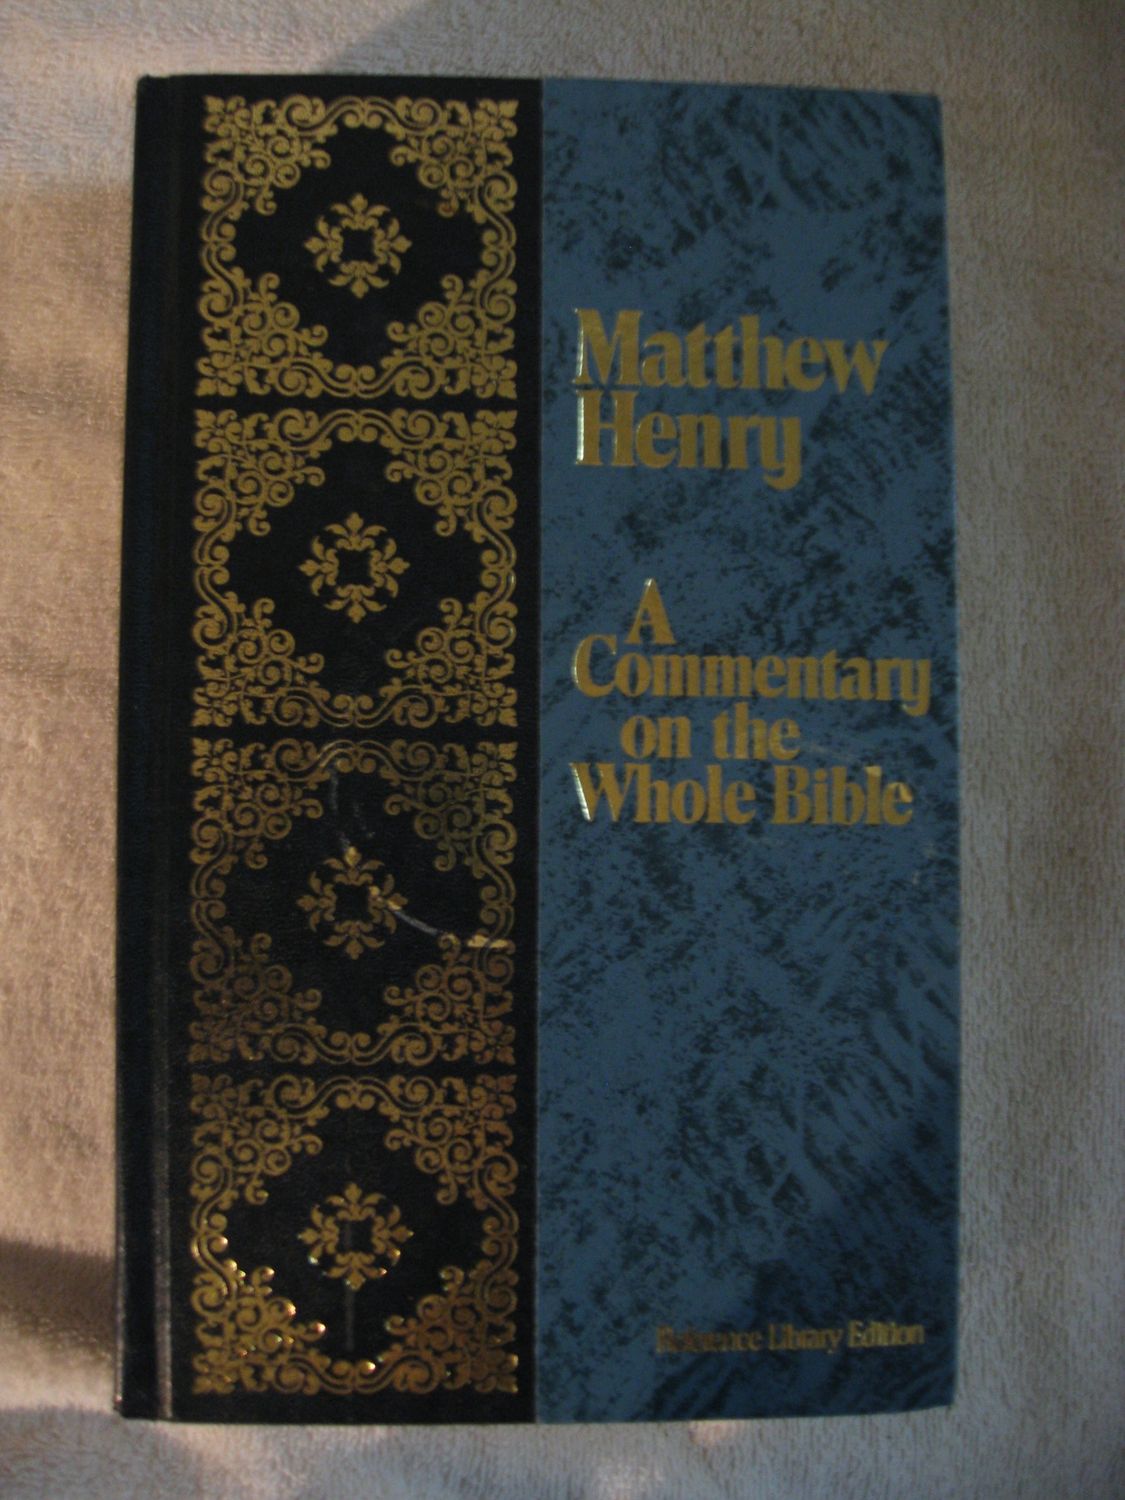 Matthew
Henry
A
Commentary
on the
Whole Bible
Reference Library Edition